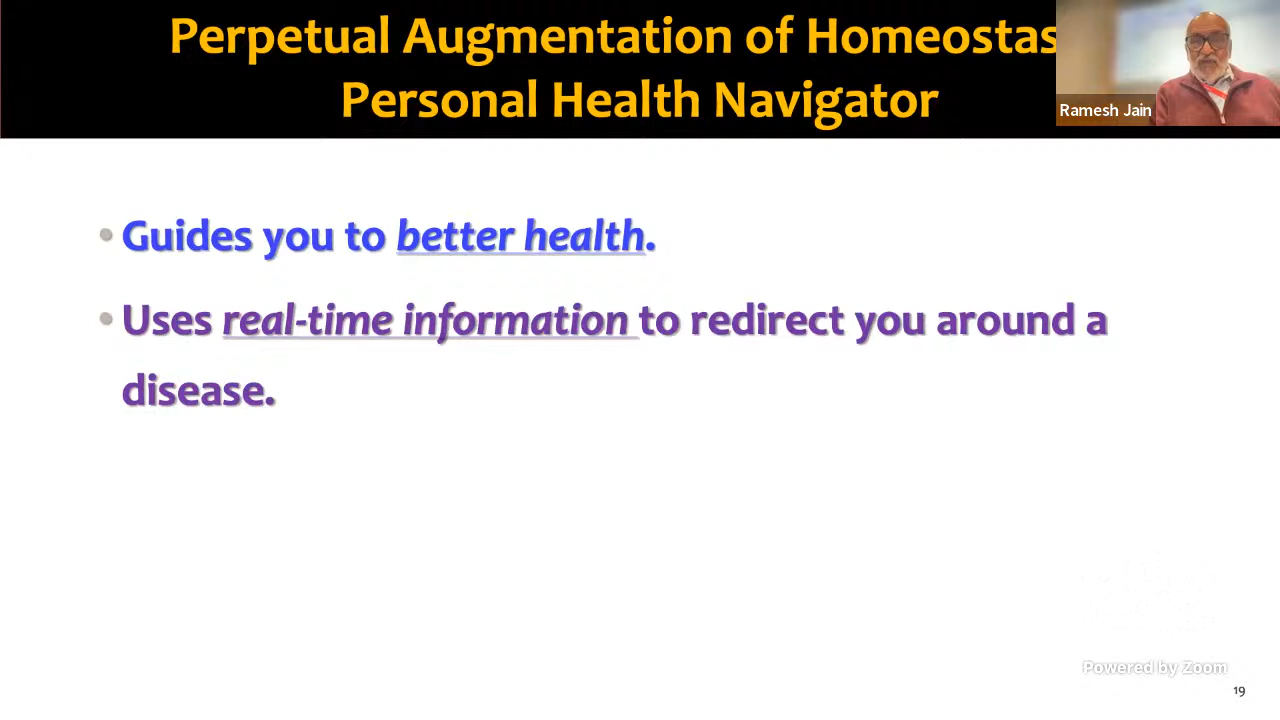 Perpetual Augmentation of Homeostas
Personal Health Navigator
Ramesh Jain
• Guides you to better health.
• Uses real-time information to redirect you around a
disease.
Powered by Zoom
19